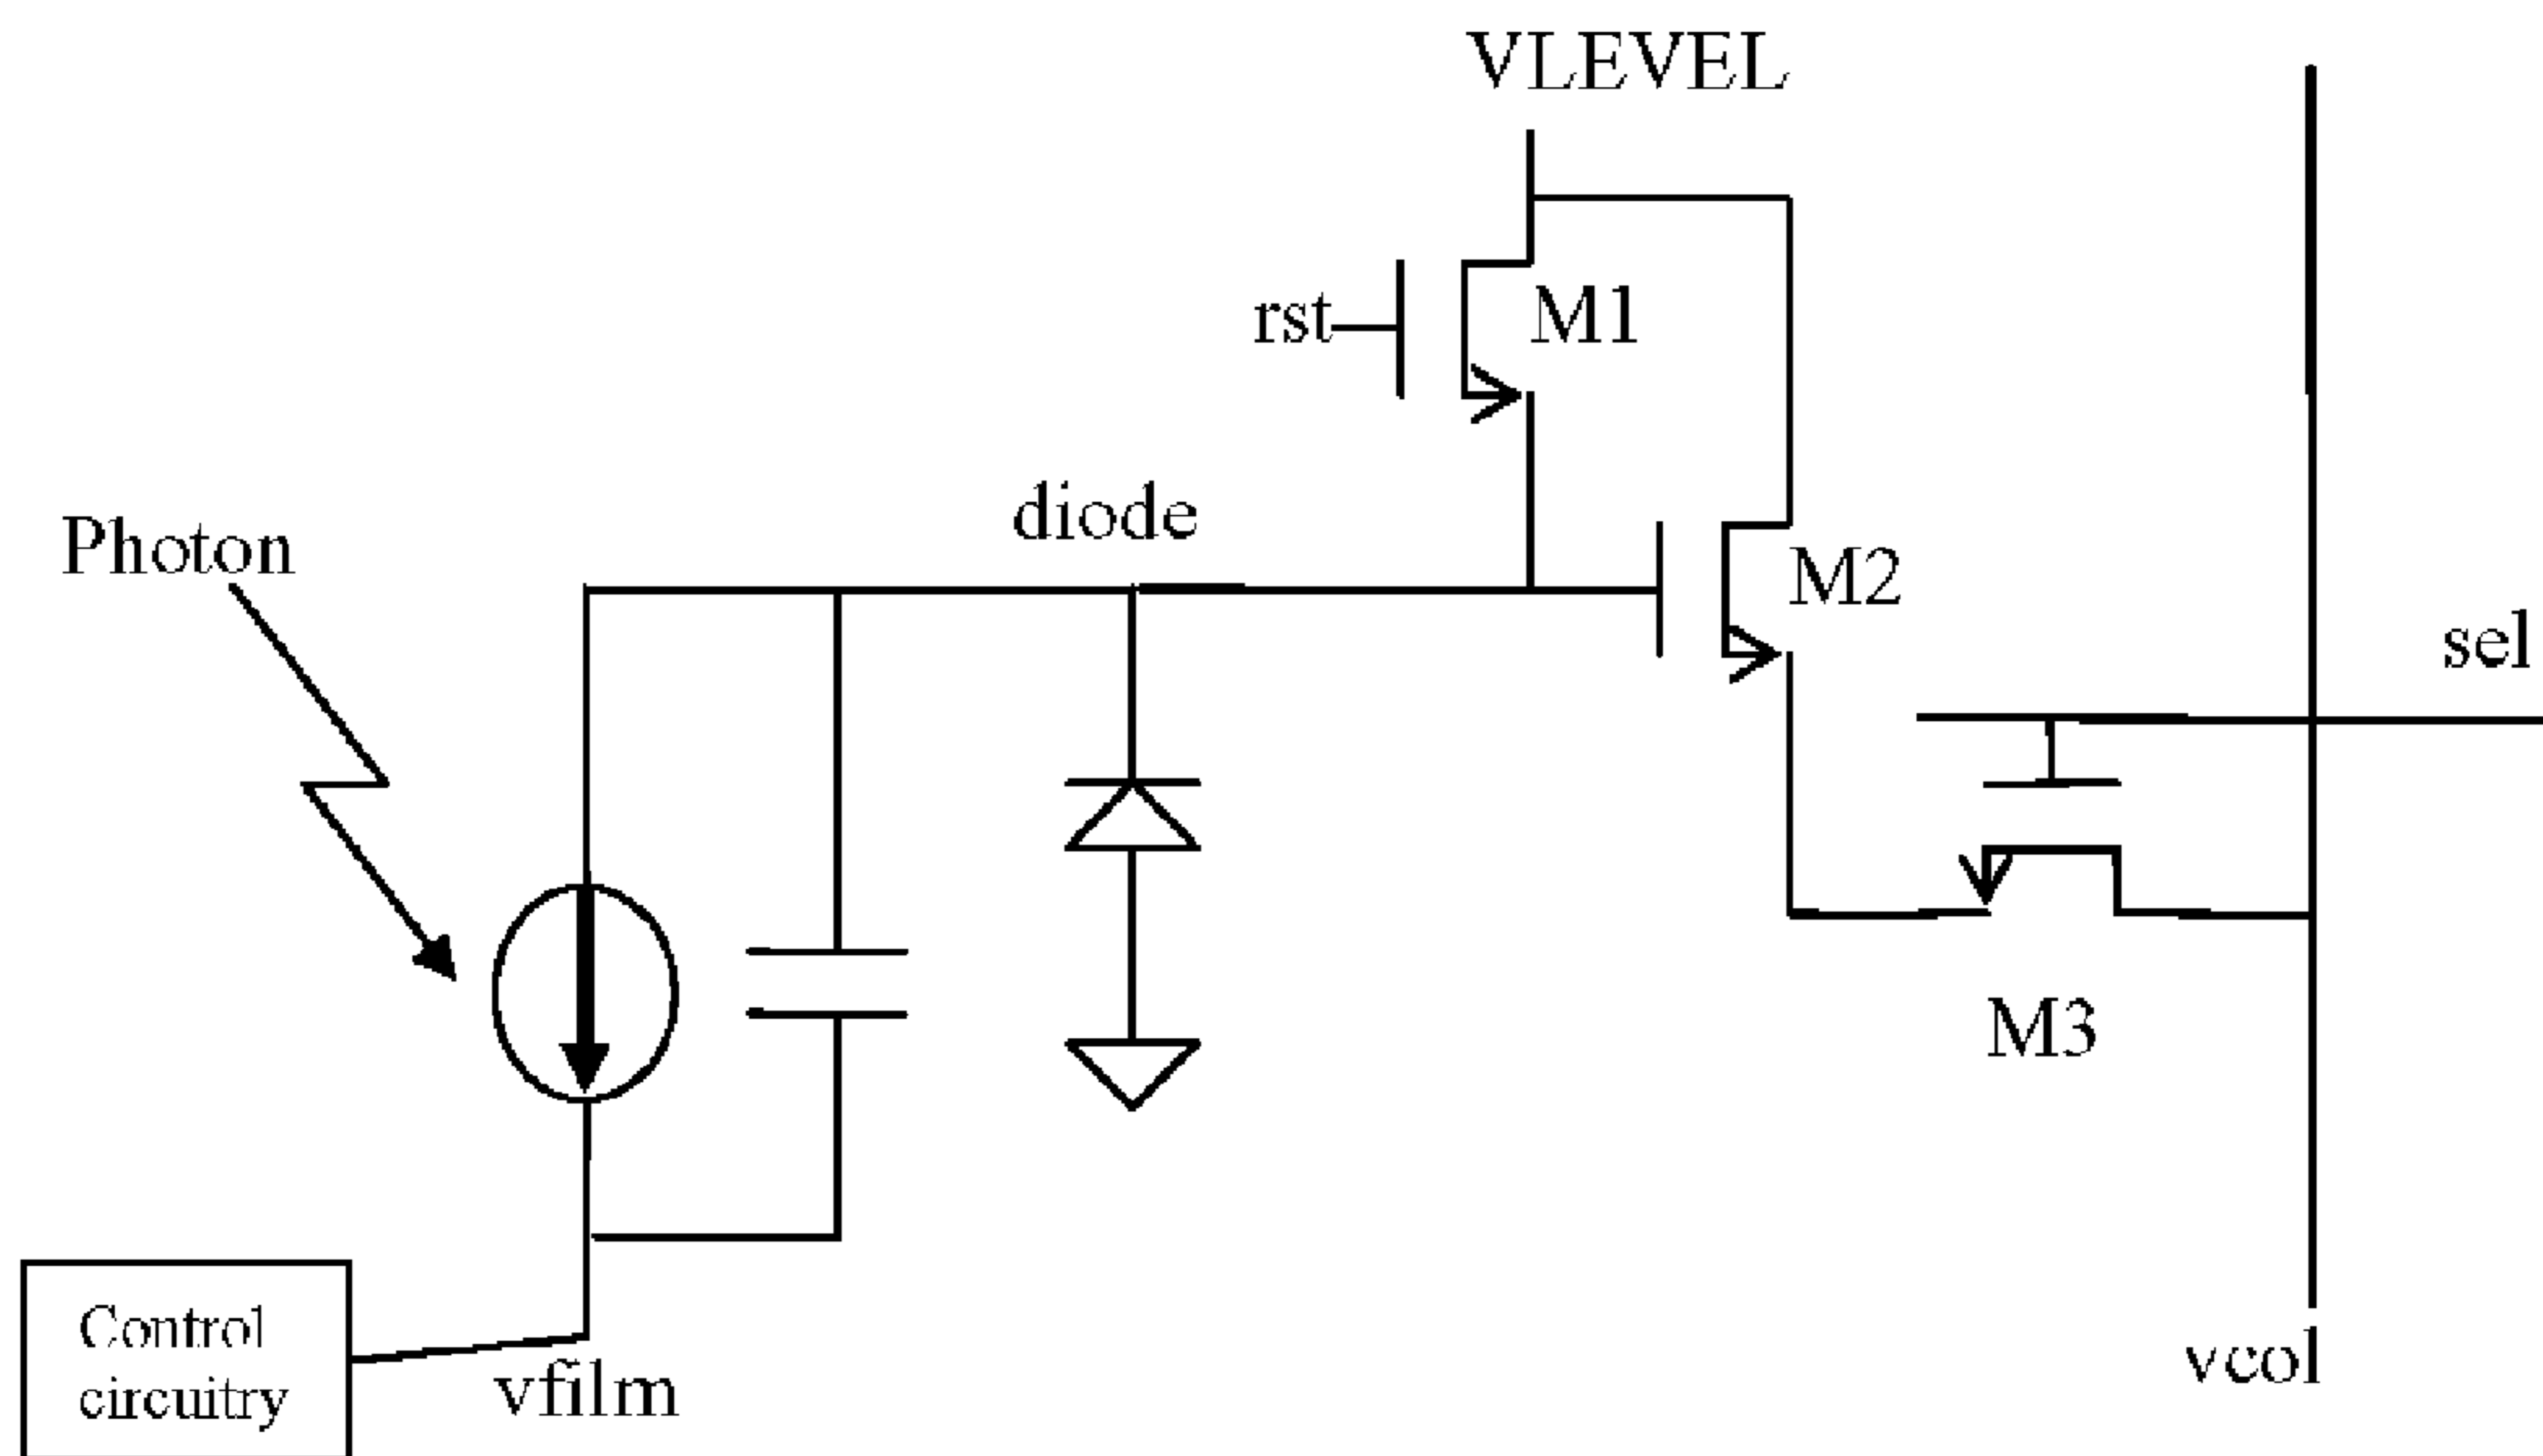 VLEVEL
rst
M1
diode
Photon
M2
sel
M3
Control
circuitry
vfilm
vcol